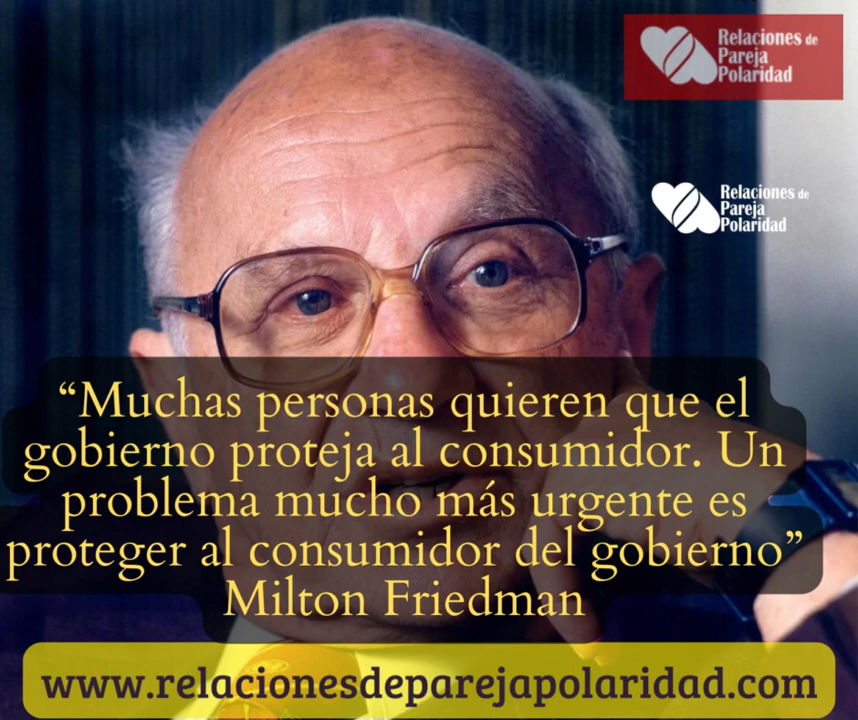 Relaciones de
Pareja
Polaridad
Relaciones de
Pareja
Polaridad
“Muchas personas quieren que el
gobierno proteja al consumidor. Un
problema mucho más urgente es
proteger al consumidor del gobierno”
Milton Friedman
www.relacionesdeparejapolaridad.com